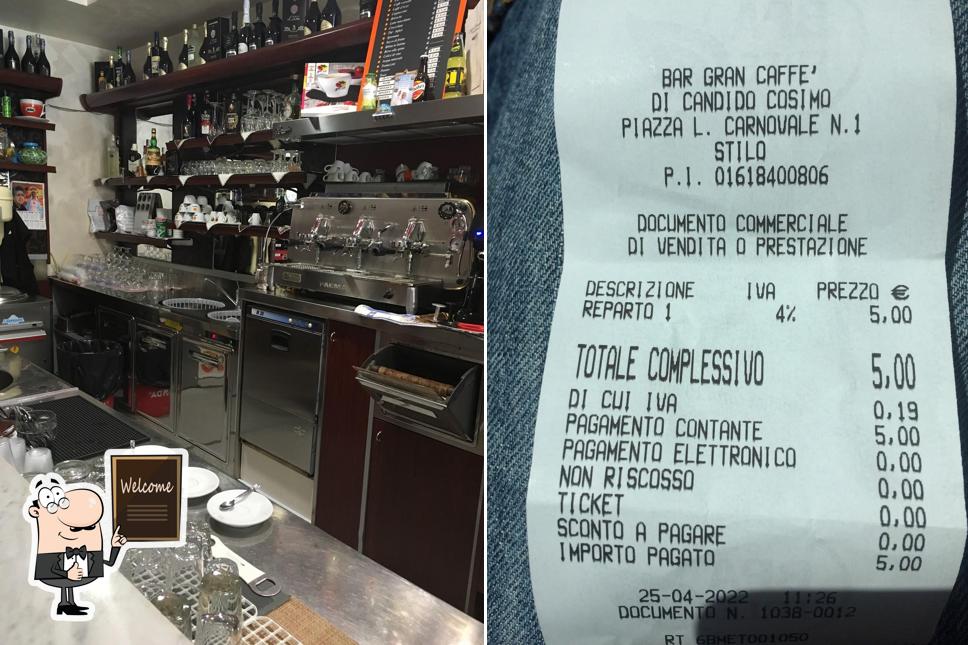 Welcome
FAEMA
BAR GRAN CAFFE'
DI CANDIDO COSIMO
PIAZZA L. CARNOVALE N.1
STILO
P.I. 01618400806
DOCUMENTO COMMERCIALE
DI VENDITA O PRESTAZIONE
DESCRIZIONE IVA PREZZO €
REPARTO 1 4% 5,00
TOTALE COMPLESSIVO 5,00
DI CUI IVA 0,19
PAGAMENTO CONTANTE 5,00
PAGAMENTO ELETTRONICO 0,00
NON RISCOSSO 0,00
TICKET 0,00
SCONTO A PAGARE 0,00
IMPORTO PAGATO 5,00
25-04-2022 11:26
DOCUMENTO N. 1038-0012
RT 6BMET001050